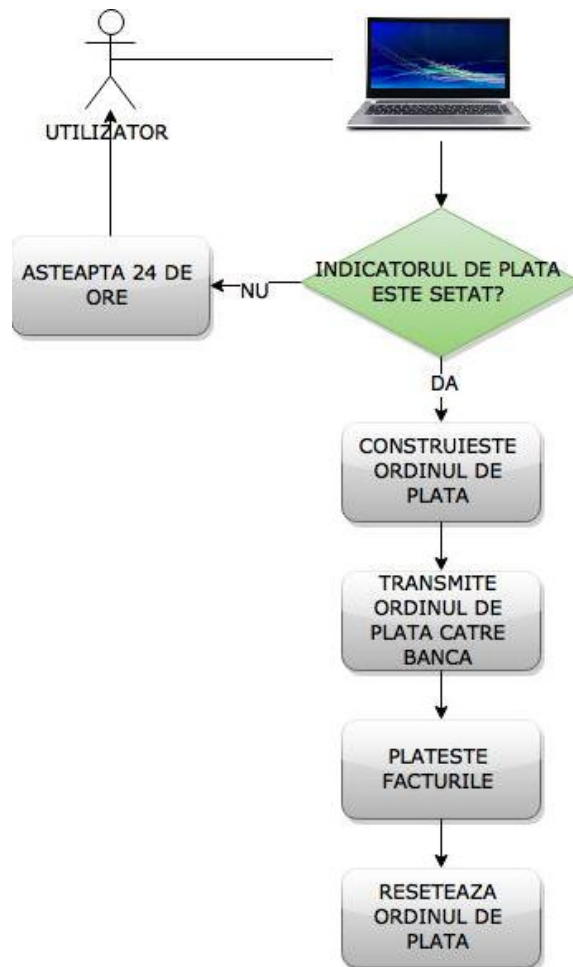 UTILIZATOR
ASTEAPTA 24 DE
ORE
NU
INDICATORUL DE PLATA
ESTE SETAT?
DA
CONSTRUIESTE
ORDINUL DE
PLATA
TRANSMITE
ORDINUL DE
PLATA CATRE
BANCA
PLATESTE
FACTURILE
RESETEAZA
ORDINUL DE
PLATA